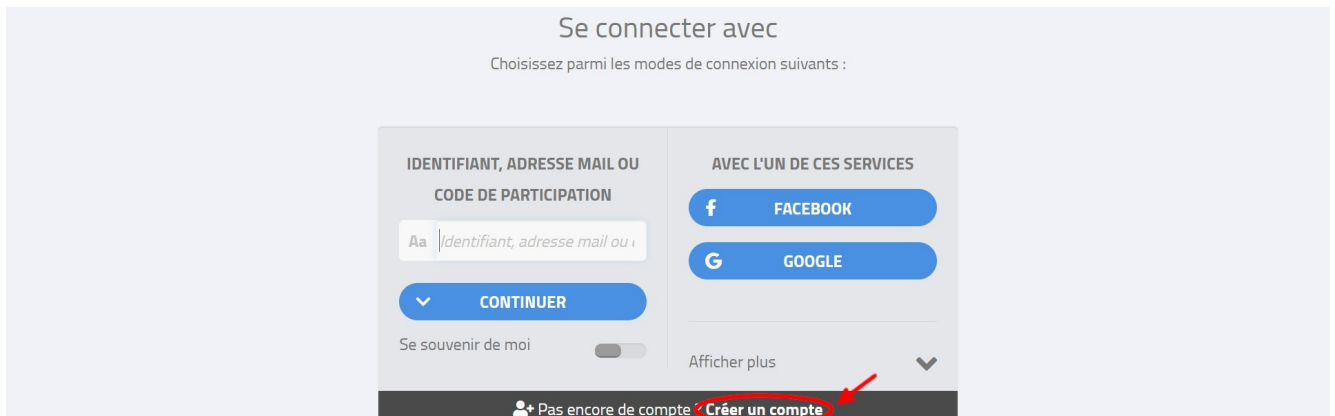 Se connecter avec
Choisissez parmi les modes de connexion suivants :
IDENTIFIANT, ADRESSE MAIL OU
CODE DE PARTICIPATION
Aa Identifiant, adresse mail ou
CONTINUER
Se souvenir de moi
AVEC L'UN DE CES SERVICES
FACEBOOK
GOOGLE
Afficher plus
Pas encore de compte ? Créer un compte